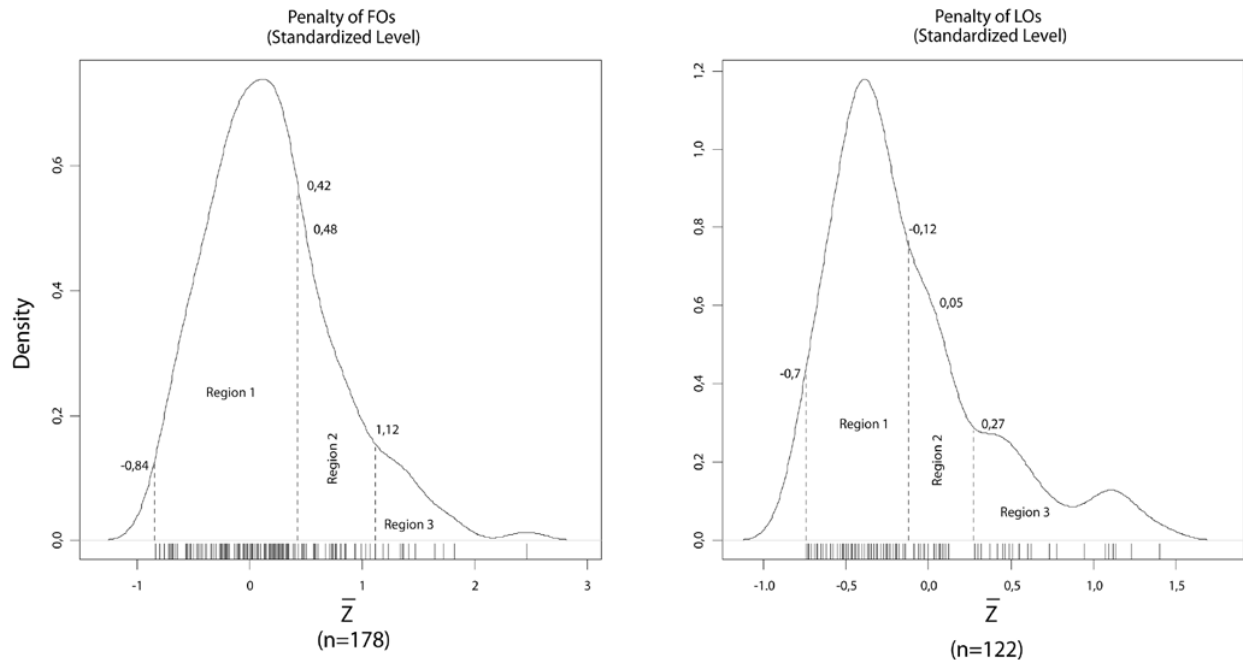 Penalty of FOs
(Standardized Level)
Density
0,6
0,4
0,2
0,0
0,42
0,48
Region 1
-0,84
Region 2
1,12
Region 3
-1
0
1
2
3
Z̅
(n=178)
Penalty of LOs
(Standardized Level)
1,2
1,0
0,8
0,6
0,4
0,2
0,0
-0,12
0,05
-0,7
Region 1
Region 2
0,27
Region 3
-1.0
-0,5
0,0
0,5
1,0
1,5
Z̅
(n=122)